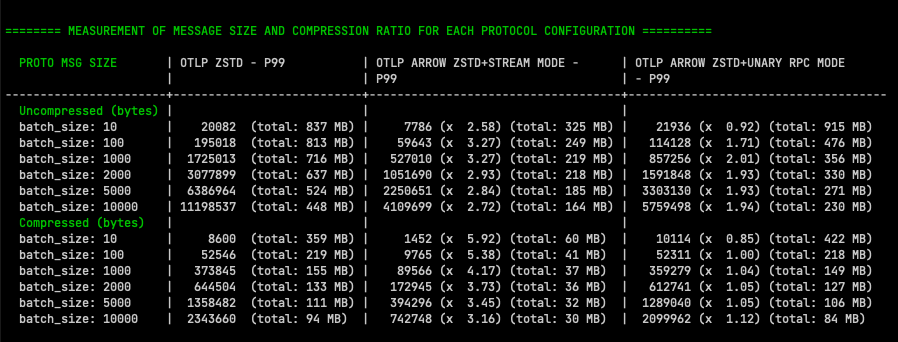 ======== MEASUREMENT OF MESSAGE SIZE AND COMPRESSION RATIO FOR EACH PROTOCOL CONFIGURATION ==========
PROTO MSG SIZE | OTLP ZSTD - P99 | OTLP ARROW ZSTD+STREAM MODE - | OTLP ARROW ZSTD+UNARY RPC MODE
| | P99 | - P99
-----------------------+---------------------------+------------------------------------+-------------------------------------
Uncompressed (bytes) | | |
batch_size: 10 | 20082 (total: 837 MB) | 7786 (x 2.58) (total: 325 MB) | 21936 (x 0.92) (total: 915 MB)
batch_size: 100 | 195018 (total: 813 MB) | 59643 (x 3.27) (total: 249 MB) | 114128 (x 1.71) (total: 476 MB)
batch_size: 1000 | 1725013 (total: 716 MB) | 527010 (x 3.27) (total: 219 MB) | 857256 (x 2.01) (total: 356 MB)
batch_size: 2000 | 3077899 (total: 637 MB) | 1051690 (x 2.93) (total: 218 MB) | 1591848 (x 1.93) (total: 330 MB)
batch_size: 5000 | 6386964 (total: 524 MB) | 2250651 (x 2.84) (total: 185 MB) | 3303130 (x 1.93) (total: 271 MB)
batch_size: 10000 | 11198537 (total: 448 MB) | 4109699 (x 2.72) (total: 164 MB) | 5759498 (x 1.94) (total: 230 MB)
Compressed (bytes) | | |
batch_size: 10 | 8600 (total: 359 MB) | 1452 (x 5.92) (total: 60 MB) | 10114 (x 0.85) (total: 422 MB)
batch_size: 100 | 52546 (total: 219 MB) | 9765 (x 5.38) (total: 41 MB) | 52311 (x 1.00) (total: 218 MB)
batch_size: 1000 | 373845 (total: 155 MB) | 89566 (x 4.17) (total: 37 MB) | 359279 (x 1.04) (total: 149 MB)
batch_size: 2000 | 644504 (total: 133 MB) | 172945 (x 3.73) (total: 36 MB) | 612741 (x 1.05) (total: 127 MB)
batch_size: 5000 | 1358482 (total: 111 MB) | 394296 (x 3.45) (total: 32 MB) | 1289040 (x 1.05) (total: 106 MB)
batch_size: 10000 | 2343660 (total: 94 MB) | 742748 (x 3.16) (total: 30 MB) | 2099962 (x 1.12) (total: 84 MB)